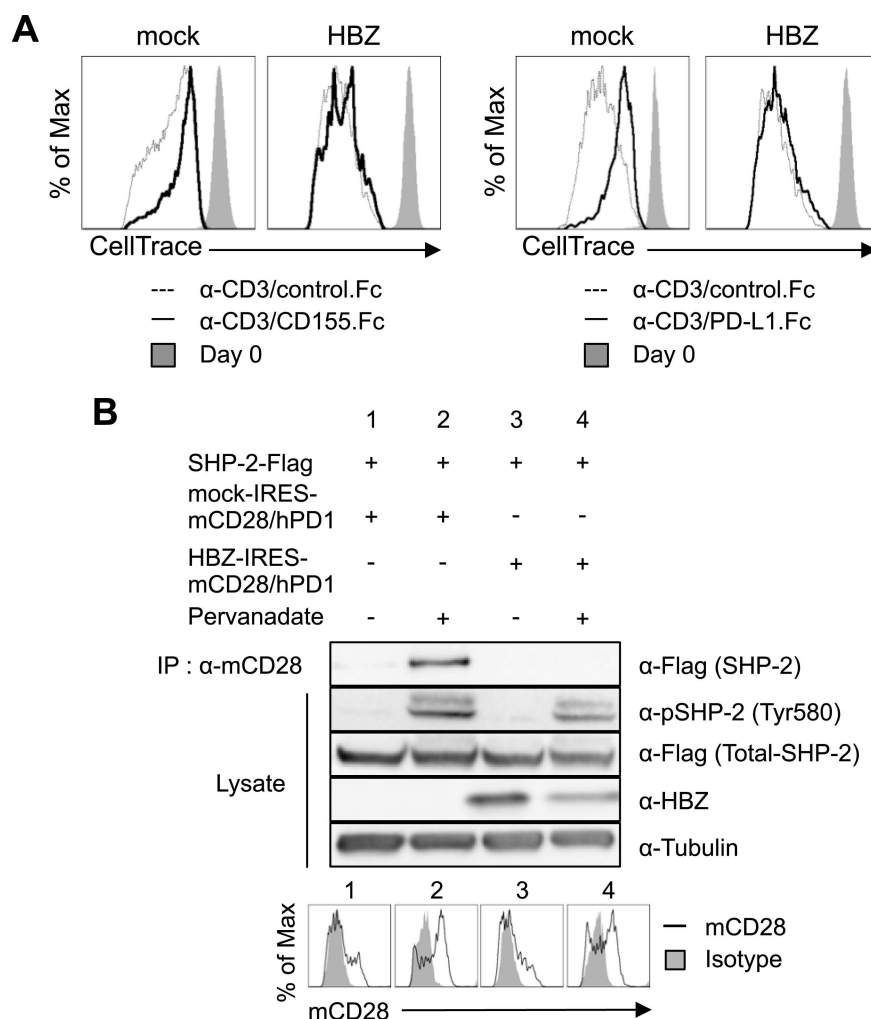 A
mock HBZ mock HBZ
% of Max % of Max
CellTrace CellTrace
--- α-CD3/control.Fc --- α-CD3/control.Fc
— α-CD3/CD155.Fc — α-CD3/PD-L1.Fc
Day 0 Day 0
B
1 2 3 4
SHP-2-Flag + + + +
mock-IRES-
mCD28/hPD1 + + - -
HBZ-IRES-
mCD28/hPD1 - - + +
Pervanadate - + - +
IP : α-mCD28 α-Flag (SHP-2)
α-pSHP-2 (Tyr580)
Lysate α-Flag (Total-SHP-2)
α-HBZ
α-Tubulin
1 2 3 4
% of Max — mCD28
Isotype
mCD28